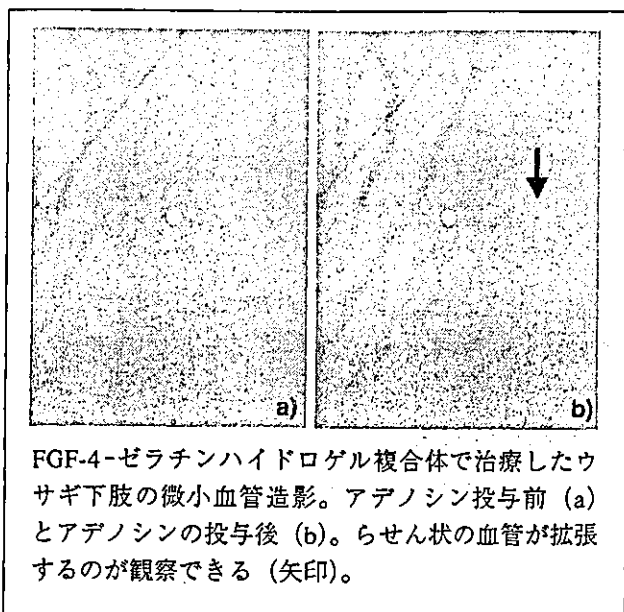 a)
b)
FGF-4-ゼラチンハイドロゲル複合体で治療したウ
サギ下肢の微小血管造影。アデノシン投与前 (a)
とアデノシンの投与後 (b)。らせん状の血管が拡張
するのが観察できる (矢印)。